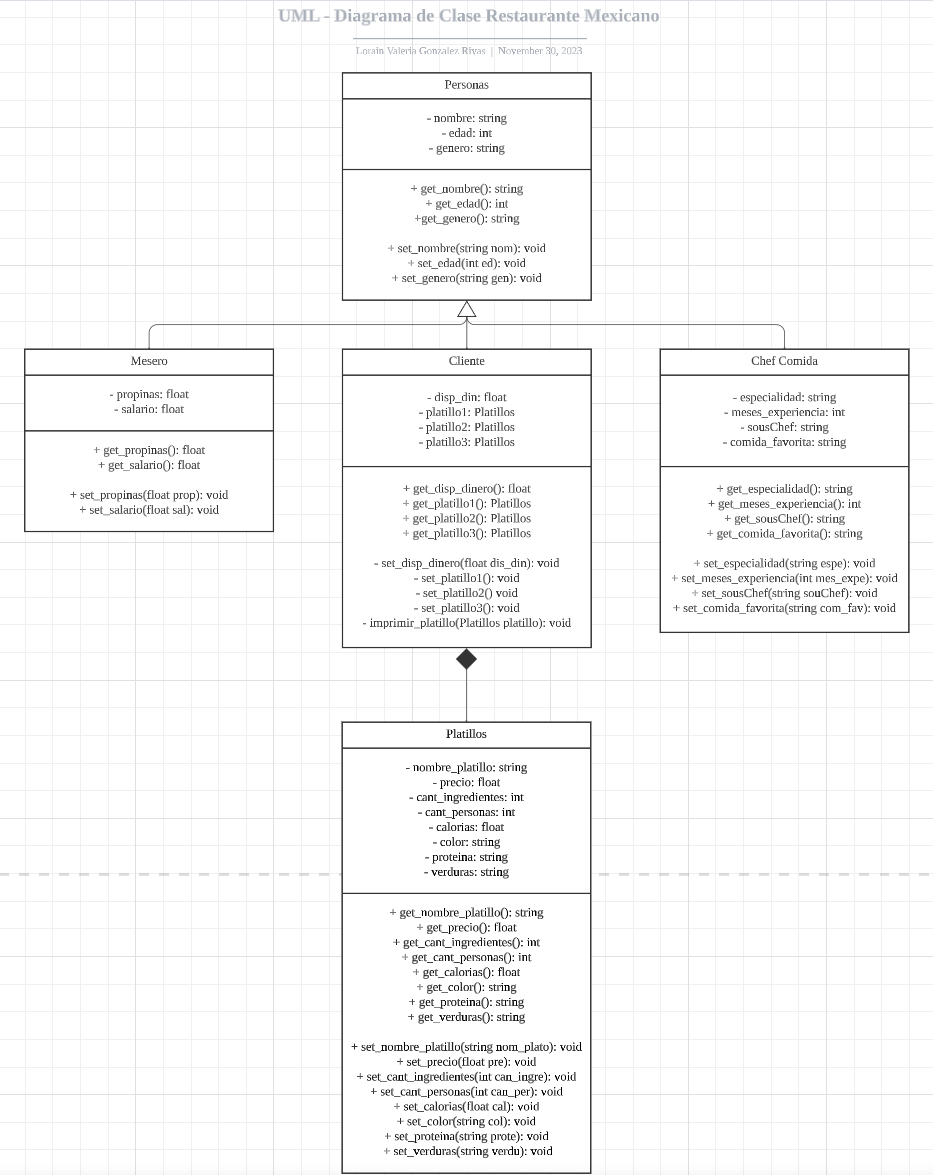 UML - Diagrama de Clase Restaurante Mexicano
Lorain Valeria Gonzalez Rivas | November 30, 2023
Personas
- nombre: string
- edad: int
- genero: string
+ get_nombre(): string
+ get_edad(): int
+get_genero(): string
+ set_nombre(string nom): void
+ set_edad(int ed): void
+ set_genero(string gen): void
Mesero
- propinas: float
- salario: float
+ get_propinas(): float
+ get_salario(): float
+ set_propinas(float prop): void
+ set_salario(float sal): void
Cliente
- disp_din: float
- platillo1: Platillos
- platillo2: Platillos
- platillo3: Platillos
+ get_disp_dinero(): float
+ get_platillo1(): Platillos
+ get_platillo2(): Platillos
+ get_platillo3(): Platillos
- set_disp_dinero(float dis_din): void
- set_platillo1(): void
- set_platillo2() void
- set_platillo3(): void
- imprimir_platillo(Platillos platillo): void
Chef Comida
- especialidad: string
- meses_experiencia: int
- sousChef: string
- comida_favorita: string
+ get_especialidad(): string
+ get_meses_experiencia(): int
+ get_sousChef(): string
+ get_comida_favorita(): string
+ set_especialidad(string espe): void
+ set_meses_experiencia(int mes_expe): void
+ set_sousChef(string souChef): void
+ set_comida_favorita(string com_fav): void
Platillos
- nombre_platillo: string
- precio: float
- cant_ingredientes: int
- cant_personas: int
- calorias: float
- color: string
- proteina: string
- verduras: string
+ get_nombre_platillo(): string
+ get_precio(): float
+ get_cant_ingredientes(): int
+ get_cant_personas(): int
+ get_calorias(): float
+ get_color(): string
+ get_proteina(): string
+ get_verduras(): string
+ set_nombre_platillo(string nom_plato): void
+ set_precio(float pre): void
+ set_cant_ingredientes(int can_ingre): void
+ set_cant_personas(int can_per): void
+ set_calorias(float cal): void
+ set_color(string col): void
+ set_proteina(string prote): void
+ set_verduras(string verdu): void